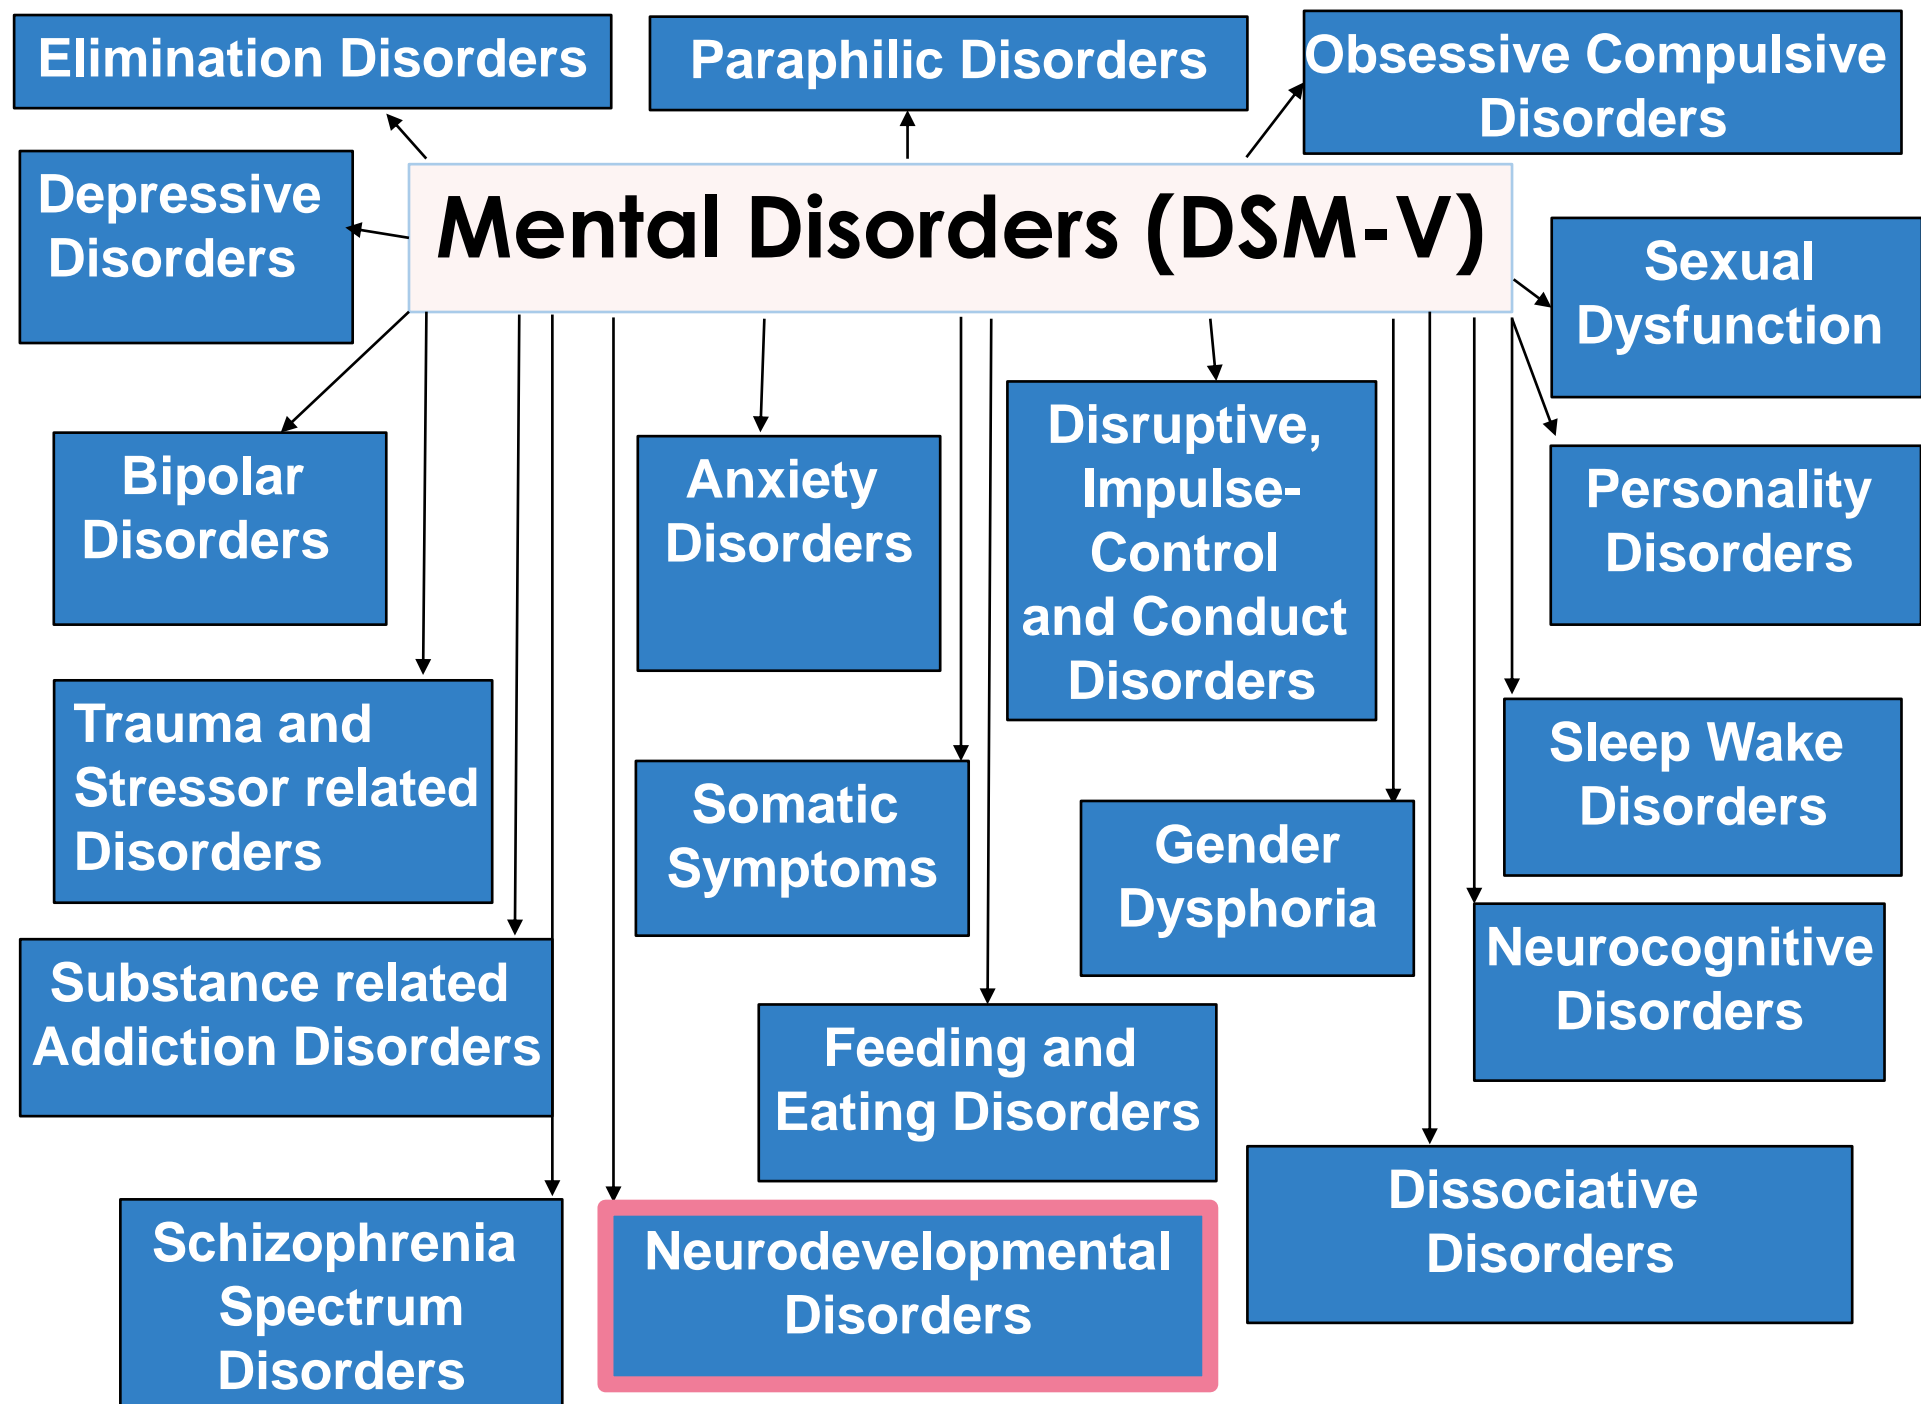 Elimination Disorders
Paraphilic Disorders
Obsessive Compulsive
Disorders
Mental Disorders (DSM-V)
Depressive
Disorders
Sexual
Dysfunction
Bipolar
Disorders
Anxiety
Disorders
Disruptive,
Impulse-
Control
and Conduct
Disorders
Personality
Disorders
Trauma and
Stressor related
Disorders
Somatic
Symptoms
Gender
Dysphoria
Sleep Wake
Disorders
Substance related
Addiction Disorders
Feeding and
Eating Disorders
Neurocognitive
Disorders
Schizophrenia
Spectrum
Disorders
Neurodevelopmental
Disorders
Dissociative
Disorders